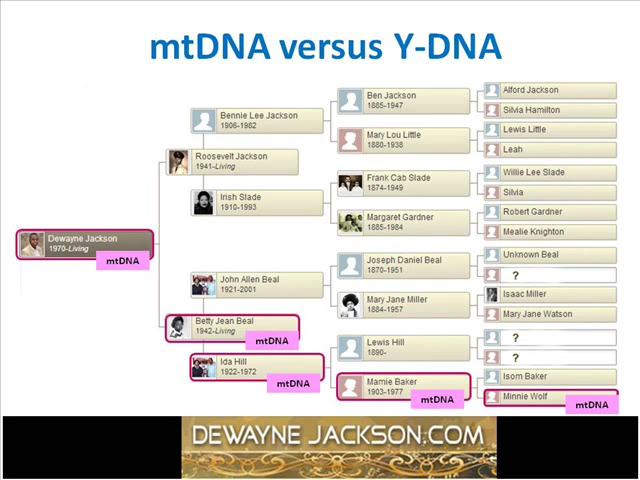 mtDNA versus Y-DNA
Alford Jackson
Ben Jackson
1885-1947
Silvia Hamilton
Bennie Lee Jackson
1906-1982
Lewis Little
Mary Lou Little
1880-1938
Leah
Roosevelt Jackson
1941-Living
Willie Lee Slade
Frank Cab Slade
1874-1949
Silvia
Irish Slade
1910-1993
Robert Gardner
Margaret Gardner
1885-1984
Mealie Knighton
Dewayne Jackson
1970-Living
mtDNA
Unknown Beal
Joseph Daniel Beal
1870-1951
?
John Allen Beal
1921-2001
Isaac Miller
Mary Jane Miller
1884-1957
Mary Jane Watson
Betty Jean Beal
1942-Living
mtDNA
?
Lewis Hill
1890-
?
Ida Hill
1922-1972
mtDNA
Isom Baker
Mamie Baker
1903-1977
mtDNA
Minnie Wolf
mtDNA
DEWAYNE JACKSON.COM